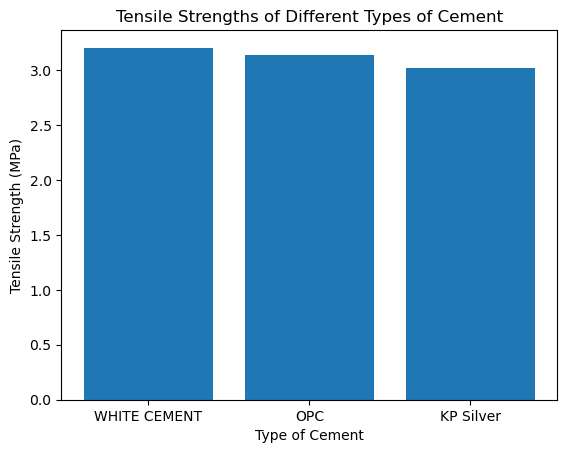 Tensile Strengths of Different Types of Cement
Tensile Strength (MPa)
3.0
2.5
2.0
1.5
1.0
0.5
0.0
WHITE CEMENT
OPC
KP Silver
Type of Cement